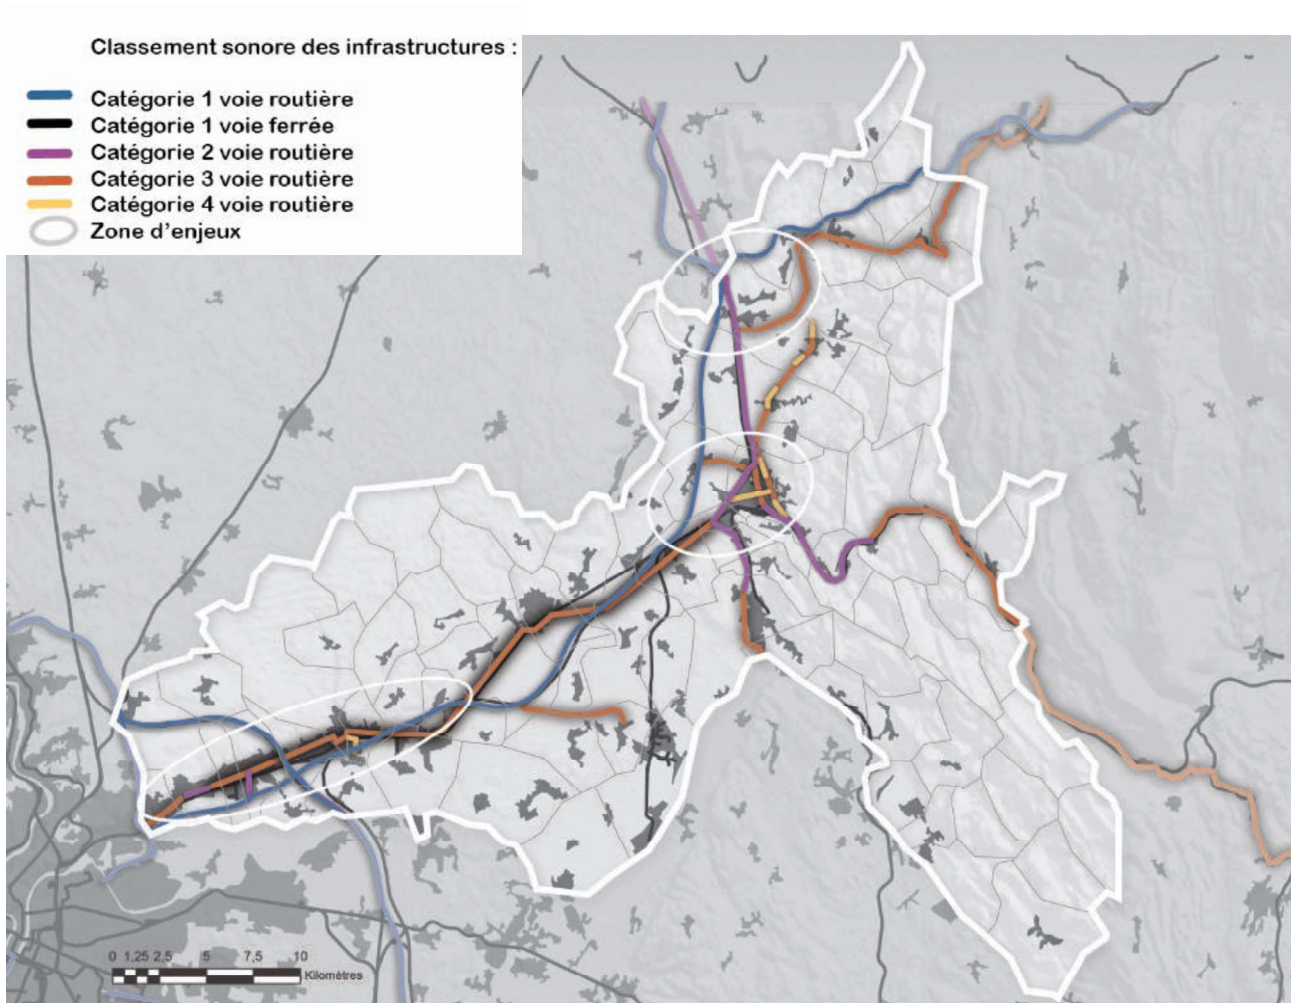 Classement sonore des infrastructures :
Catégorie 1 voie routière
Catégorie 1 voie ferrée
Catégorie 2 voie routière
Catégorie 3 voie routière
Catégorie 4 voie routière
Zone d'enjeux
0 1,25 2,5 5 7,5 10
Kilomètres